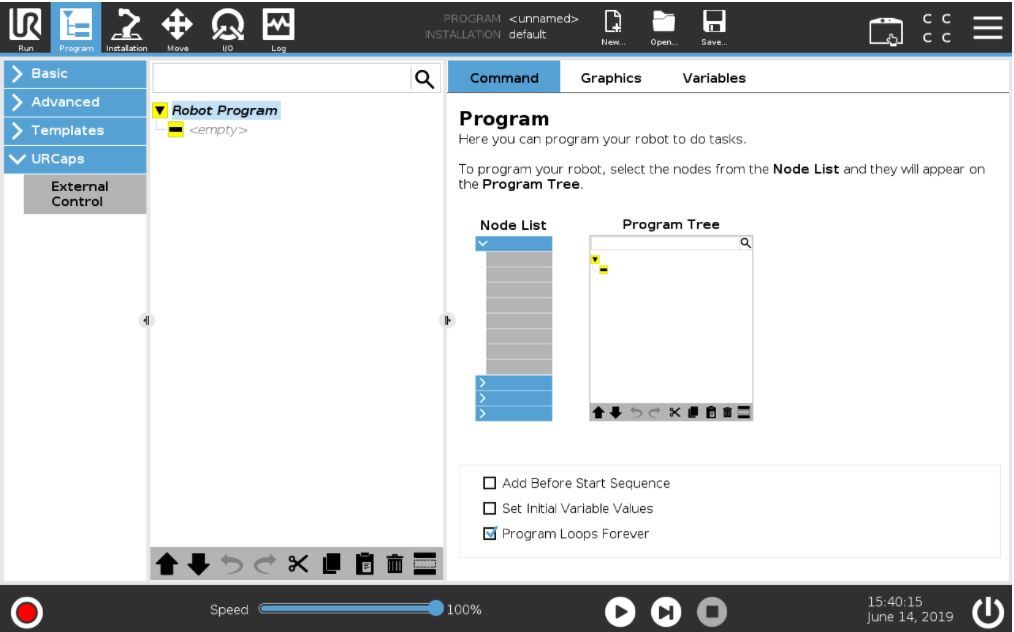 UR
Run
Program
Installation
Move
I/O
Log
PROGRAM <unnamed>
INSTALLATION default
New...
Open...
Save...
C C
C C
Basic
Advanced
Templates
URCaps
External
Control
Robot Program
<empty>
Command
Graphics
Variables
Program
Here you can program your robot to do tasks.
To program your robot, select the nodes from the Node List and they will appear on
the Program Tree.
Node List
Program Tree
Add Before Start Sequence
Set Initial Variable Values
Program Loops Forever
Speed
100%
15:40:15
June 14, 2019